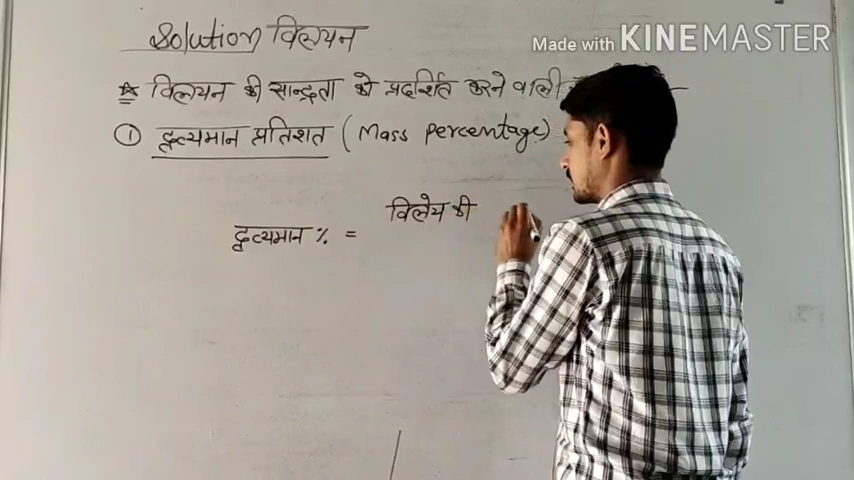 Solution विलयन
Made with KINEMASTER
* विलयन की सान्द्रता को प्रदर्शित करने वाली
① द्रव्यमान प्रतिशत (Mass percentage)
विलेय की
द्रव्यमान % =